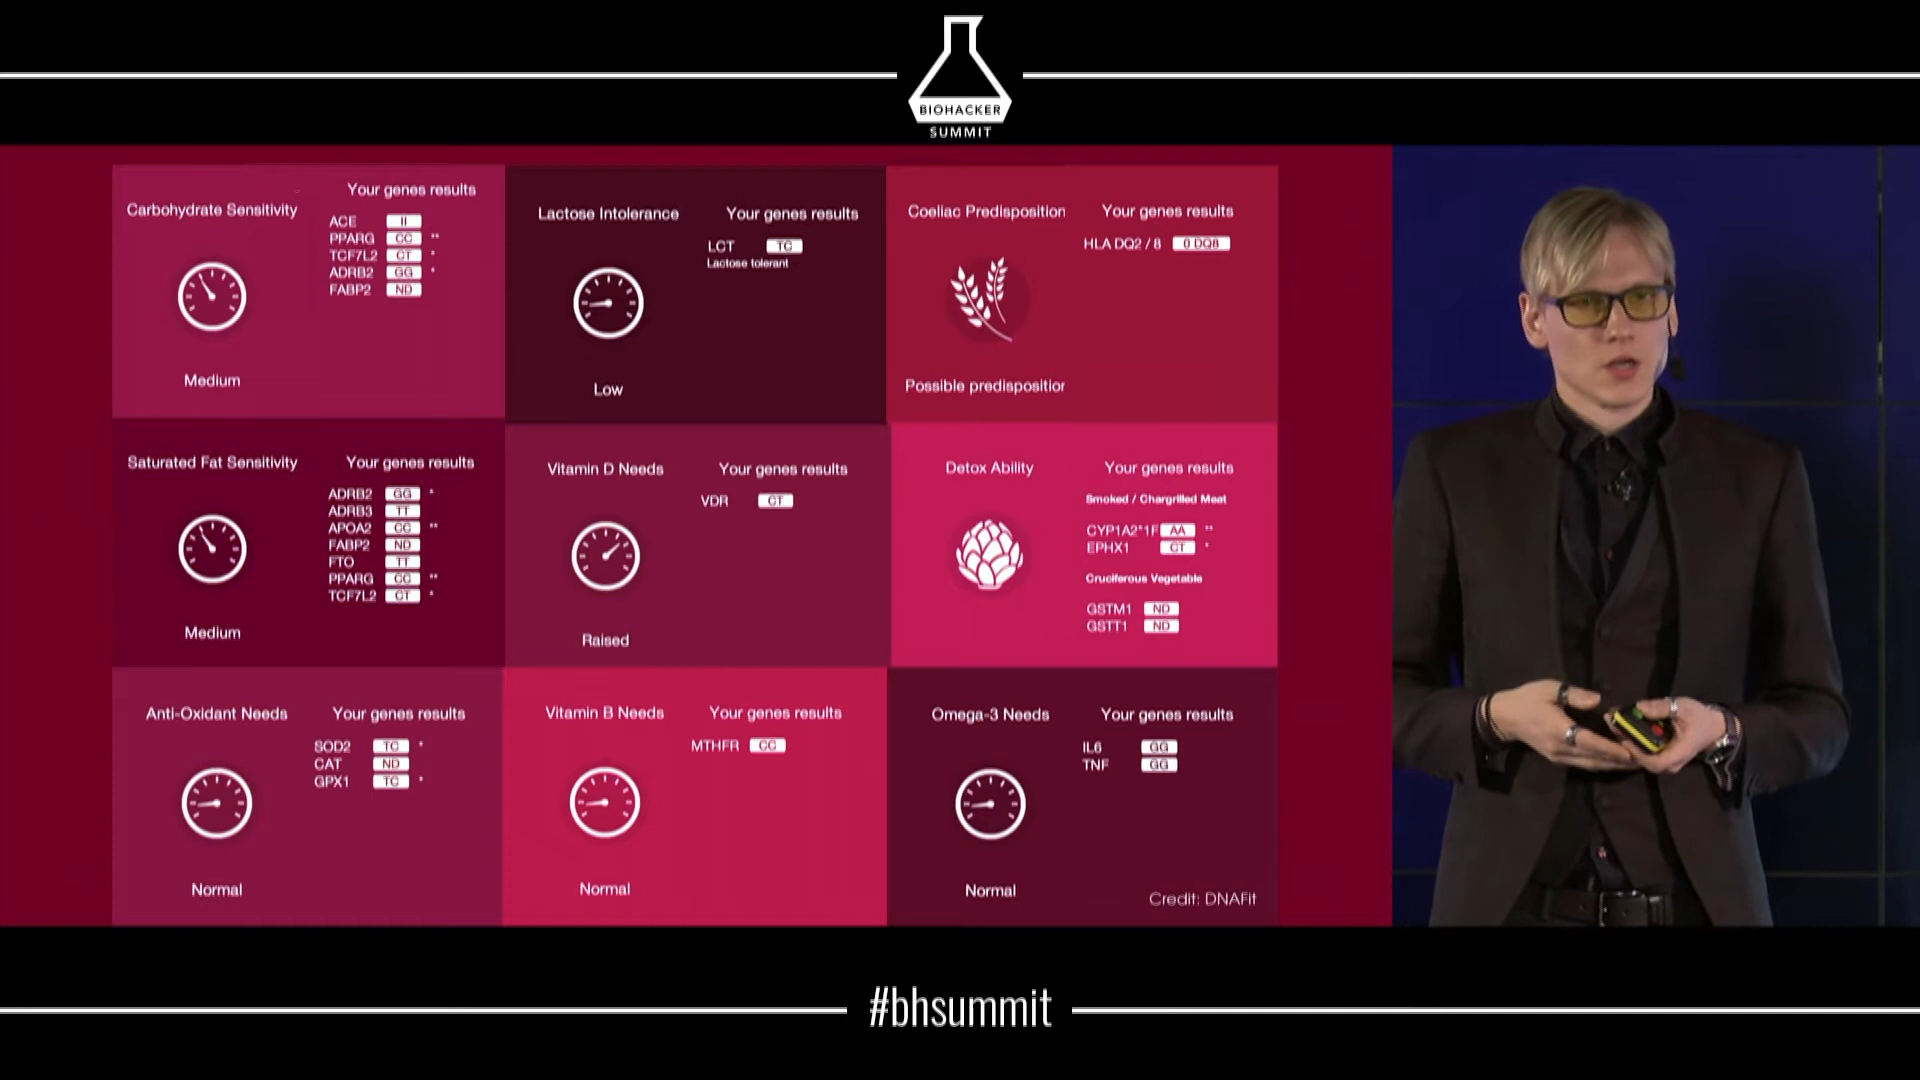 BIOHACKER
SUMMIT
Carbohydrate Sensitivity
Your genes results
ACE II
PPARG CC **
TCF7L2 CT *
ADRB2 GG *
FABP2 ND
Medium
Lactose Intolerance
Your genes results
LCT TC
Lactose tolerant
Low
Coeliac Predisposition
Your genes results
HLA DQ2 / 8 0 DQ8
Possible predisposition
Saturated Fat Sensitivity
Your genes results
ADRB2 GG *
ADRB3 TT
APOA2 CC **
FABP2 ND
FTO TT
PPARG CC **
TCF7L2 CT *
Medium
Vitamin D Needs
Your genes results
VDR CT
Raised
Detox Ability
Your genes results
Smoked / Chargrilled Meat
CYP1A2*1F AA **
EPHX1 CT *
Cruciferous Vegetable
GSTM1 ND
GSTT1 ND
Anti-Oxidant Needs
Your genes results
SOD2 TC *
CAT ND
GPX1 TC *
Normal
Vitamin B Needs
Your genes results
MTHFR CC
Normal
Omega-3 Needs
Your genes results
IL6 GG
TNF GG
Normal
Credit: DNAFit
#bhsummit